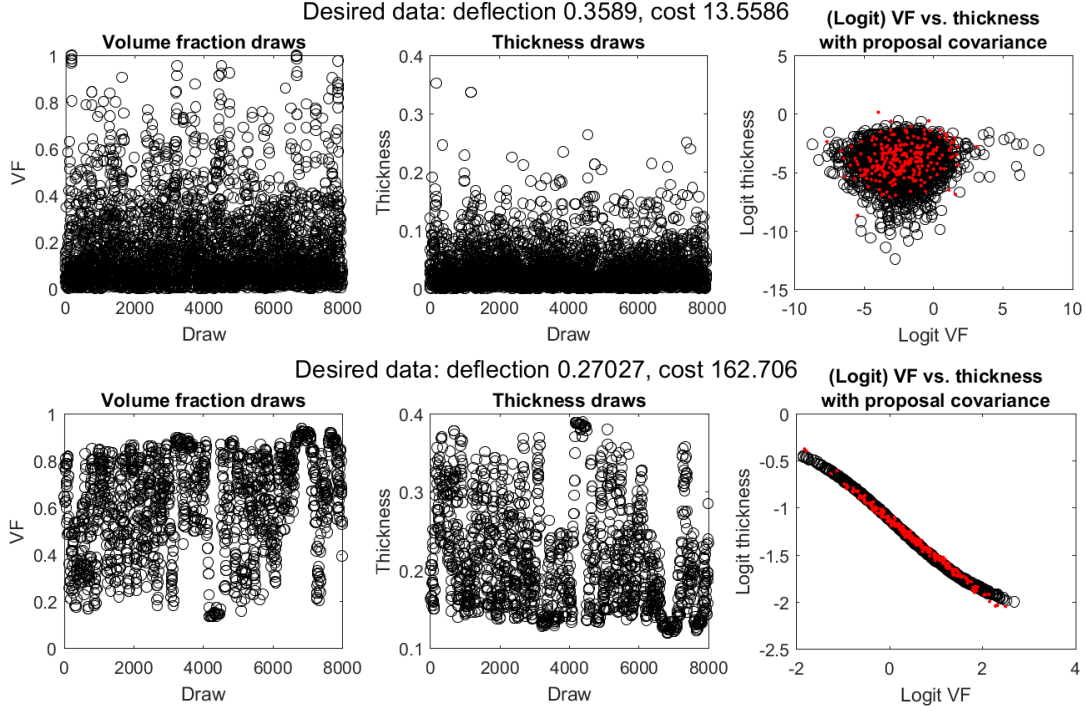 Desired data: deflection 0.3589, cost 13.5586
Volume fraction draws
VF
1
0.8
0.6
0.4
0.2
0
0 2000 4000 6000 8000
Draw
Thickness draws
Thickness
0.4
0.3
0.2
0.1
0
0 2000 4000 6000 8000
Draw
(Logit) VF vs. thickness
with proposal covariance
Logit thickness
5
0
-5
-10
-15
-10 -5 0 5 10
Logit VF
Desired data: deflection 0.27027, cost 162.706
Volume fraction draws
VF
1
0.8
0.6
0.4
0.2
0
0 2000 4000 6000 8000
Draw
Thickness draws
Thickness
0.4
0.3
0.2
0.1
0 2000 4000 6000 8000
Draw
(Logit) VF vs. thickness
with proposal covariance
Logit thickness
0
-0.5
-1
-1.5
-2
-2.5
-2 0 2 4
Logit VF